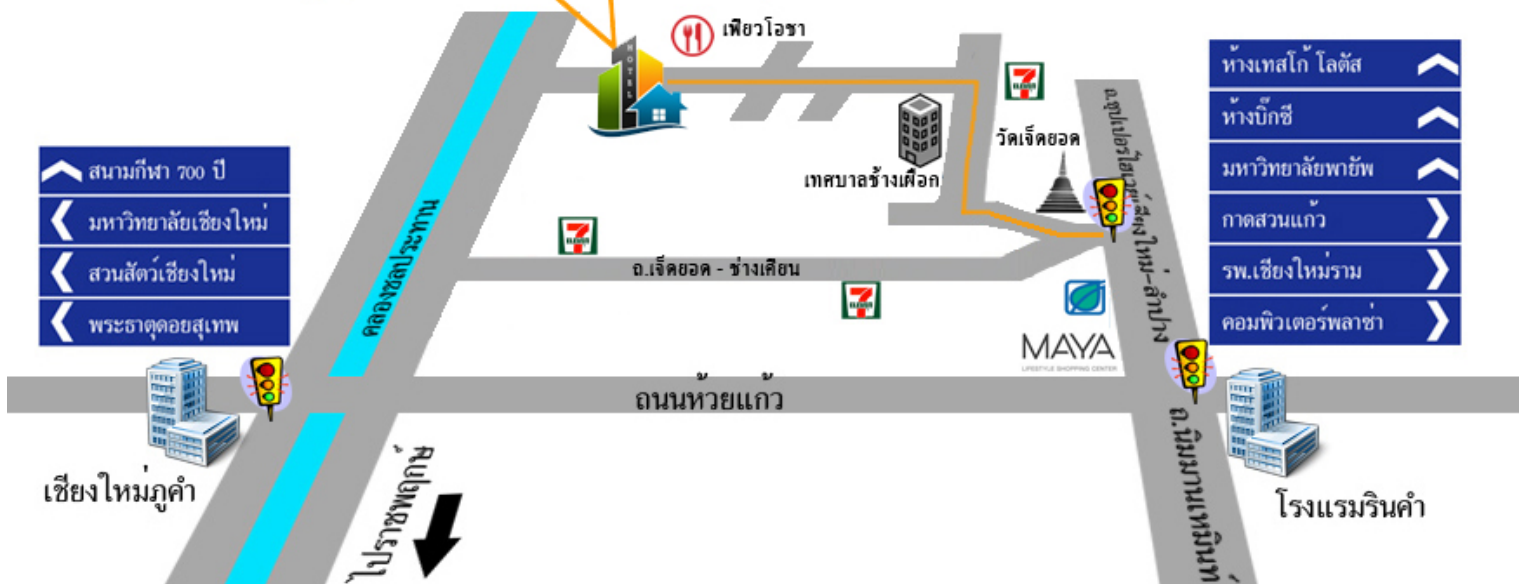 เฟียวโอชา
HOTEL
7
ELEVEN
ถ.ซุปเปอร์ไฮเวย์เชียงใหม่-ลำปาง
วัดเจ็ดยอด
เทศบาลช้างเผือก
ห้างเทสโก้ โลตัส
ห้างบิ๊กซี
มหาวิทยาลัยพายัพ
กาดสวนแก้ว
รพ.เชียงใหม่ราม
คอมพิวเตอร์พลาซ่า
สนามกีฬา 700 ปี
มหาวิทยาลัยเชียงใหม่
สวนสัตว์เชียงใหม่
พระธาตุดอยสุเทพ
คลองชลประทาน
7
ELEVEN
ถ.เจ็ดยอด - ช่างเคี่ยน
7
ELEVEN
MAYA
LIFESTYLE SHOPPING CENTER
ถนนห้วยแก้ว
เชียงใหม่ภูคำ
ไปราชพฤกษ์
ถ.นิมมานเหมินท์
โรงแรมรินคำ